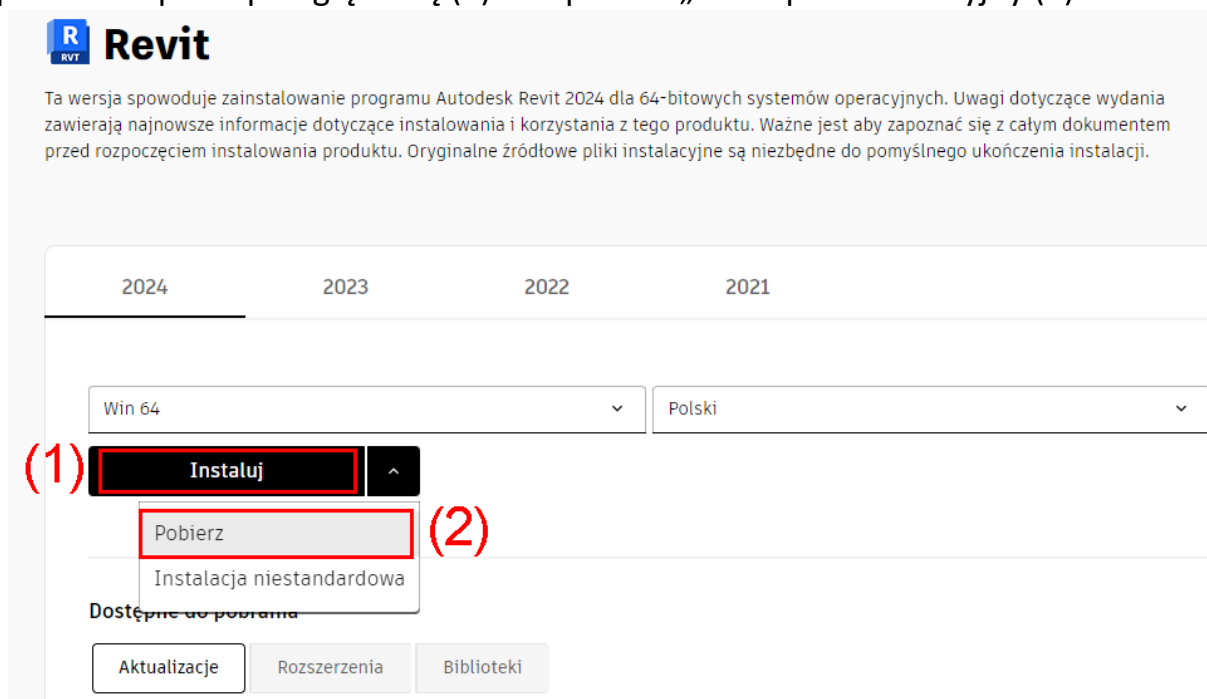 R
RVT
Revit
Ta wersja spowoduje zainstalowanie programu Autodesk Revit 2024 dla 64-bitowych systemów operacyjnych. Uwagi dotyczące wydania
zawierają najnowsze informacje dotyczące instalowania i korzystania z tego produktu. Ważne jest aby zapoznać się z całym dokumentem
przed rozpoczęciem instalowania produktu. Oryginalne źródłowe pliki instalacyjne są niezbędne do pomyślnego ukończenia instalacji.
2024 2023 2022 2021
Win 64 Polski
(1) Instaluj
Pobierz (2)
Instalacja niestandardowa
Dostępne do pobrania
Aktualizacje Rozszerzenia Biblioteki